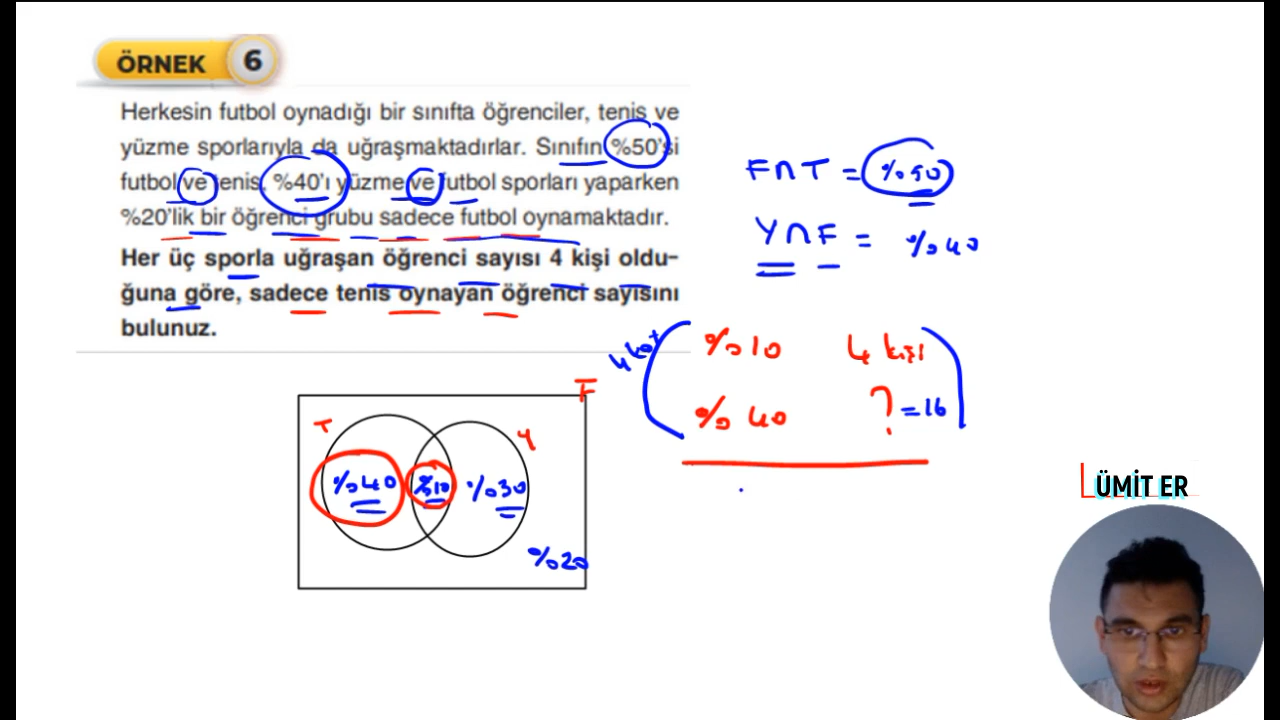 ÖRNEK 6
Herkesin futbol oynadığı bir sınıfta öğrenciler, tenis ve
yüzme sporlarıyla da uğraşmaktadırlar. Sınıfın %50'si
futbol ve tenis, %40'ı yüzme ve futbol sporları yaparken
%20'lik bir öğrenci grubu sadece futbol oynamaktadır.
Her üç sporla uğraşan öğrenci sayısı 4 kişi oldu-
ğuna göre, sadece tenis oynayan öğrenci sayısını
bulunuz.
F∩T = %50
Y∩F = %40
4 kat
%10 4 kişi
%40 ? = 16
F
T
Y
%40 %10 %30
%20
ÜMİT ER